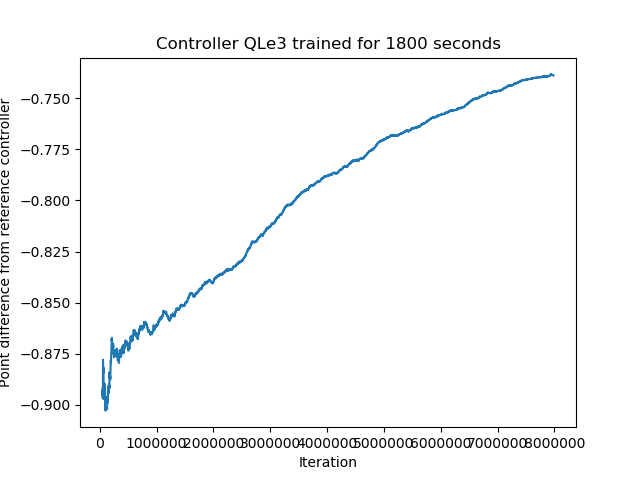 Controller QLe3 trained for 1800 seconds
Point difference from reference controller
−0.750
−0.775
−0.800
−0.825
−0.850
−0.875
−0.900
0 1000000 2000000 3000000 4000000 5000000 6000000 7000000 8000000
Iteration